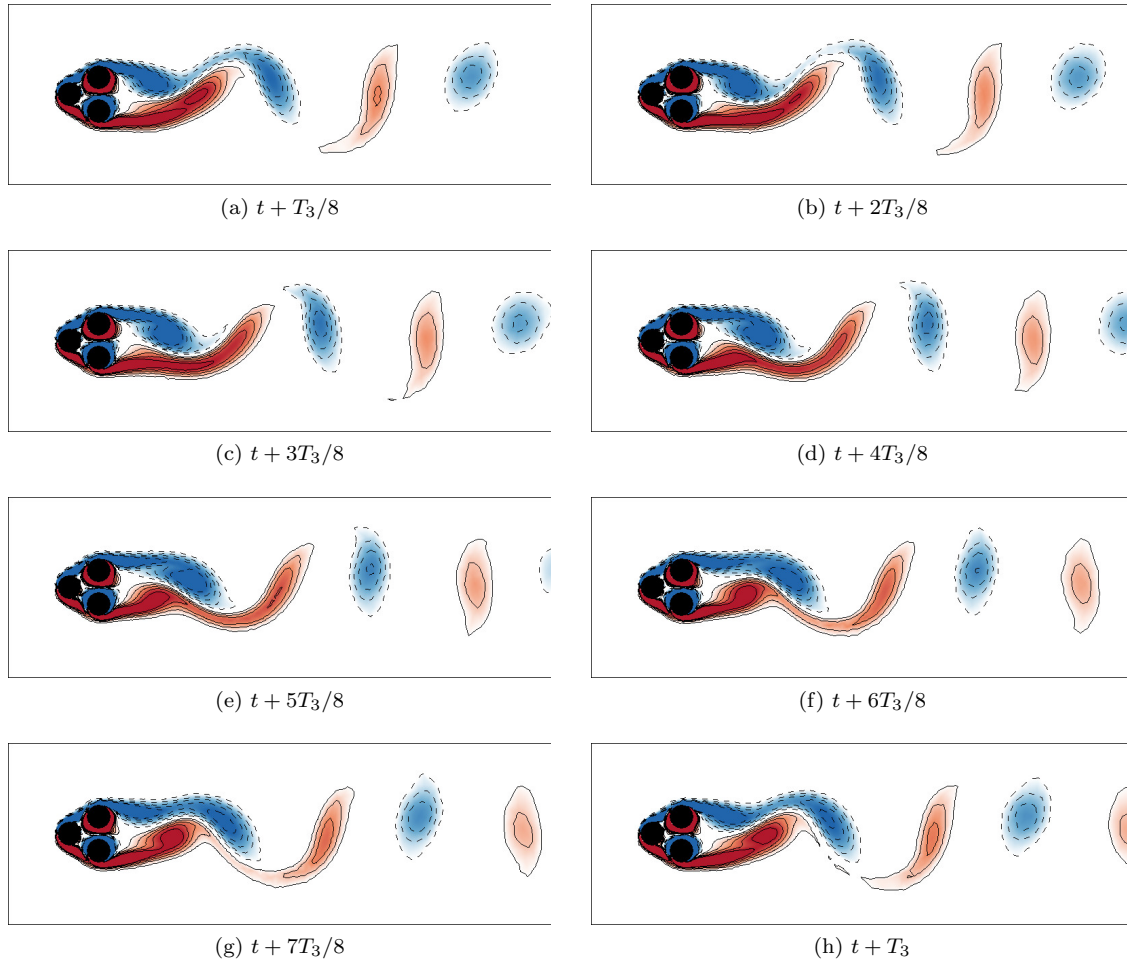 (a) t + T₃/8
(b) t + 2T₃/8
(c) t + 3T₃/8
(d) t + 4T₃/8
(e) t + 5T₃/8
(f) t + 6T₃/8
(g) t + 7T₃/8
(h) t + T₃